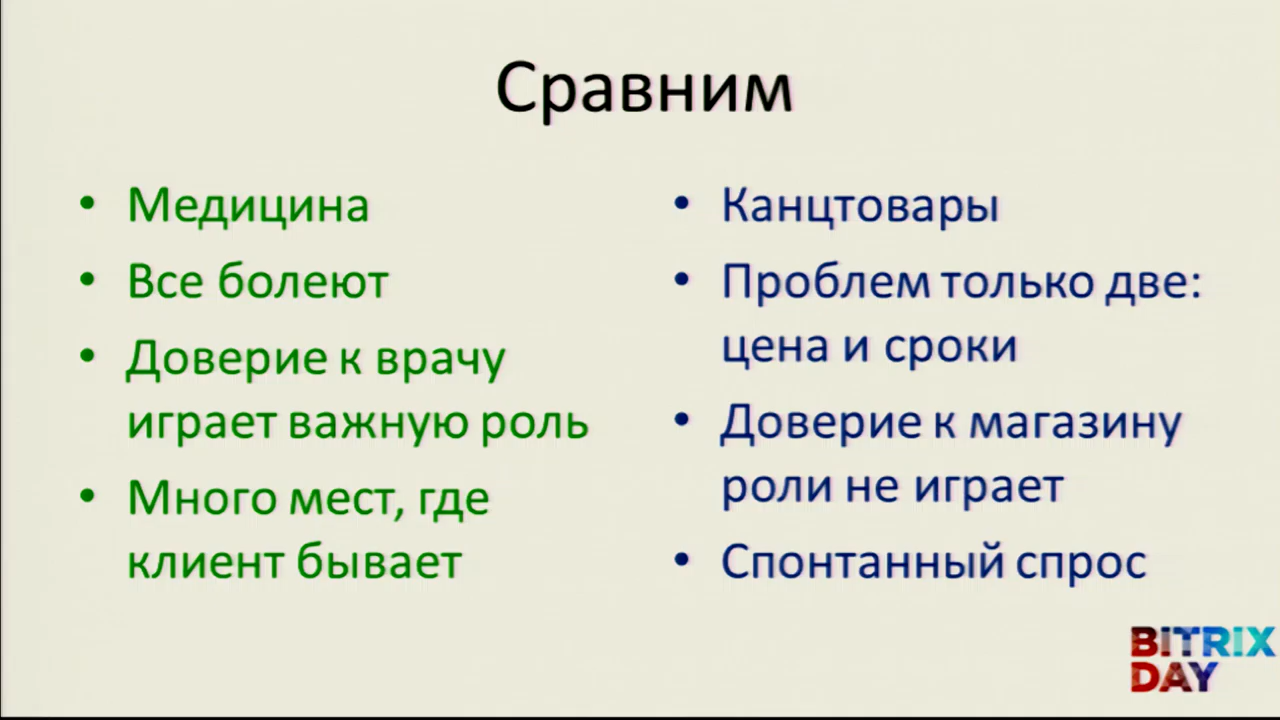 Сравним
• Медицина
• Все болеют
• Доверие к врачу
играет важную роль
• Много мест, где
клиент бывает
• Канцтовары
• Проблем только две:
цена и сроки
• Доверие к магазину
роли не играет
• Спонтанный спрос
BITRIX
DAY